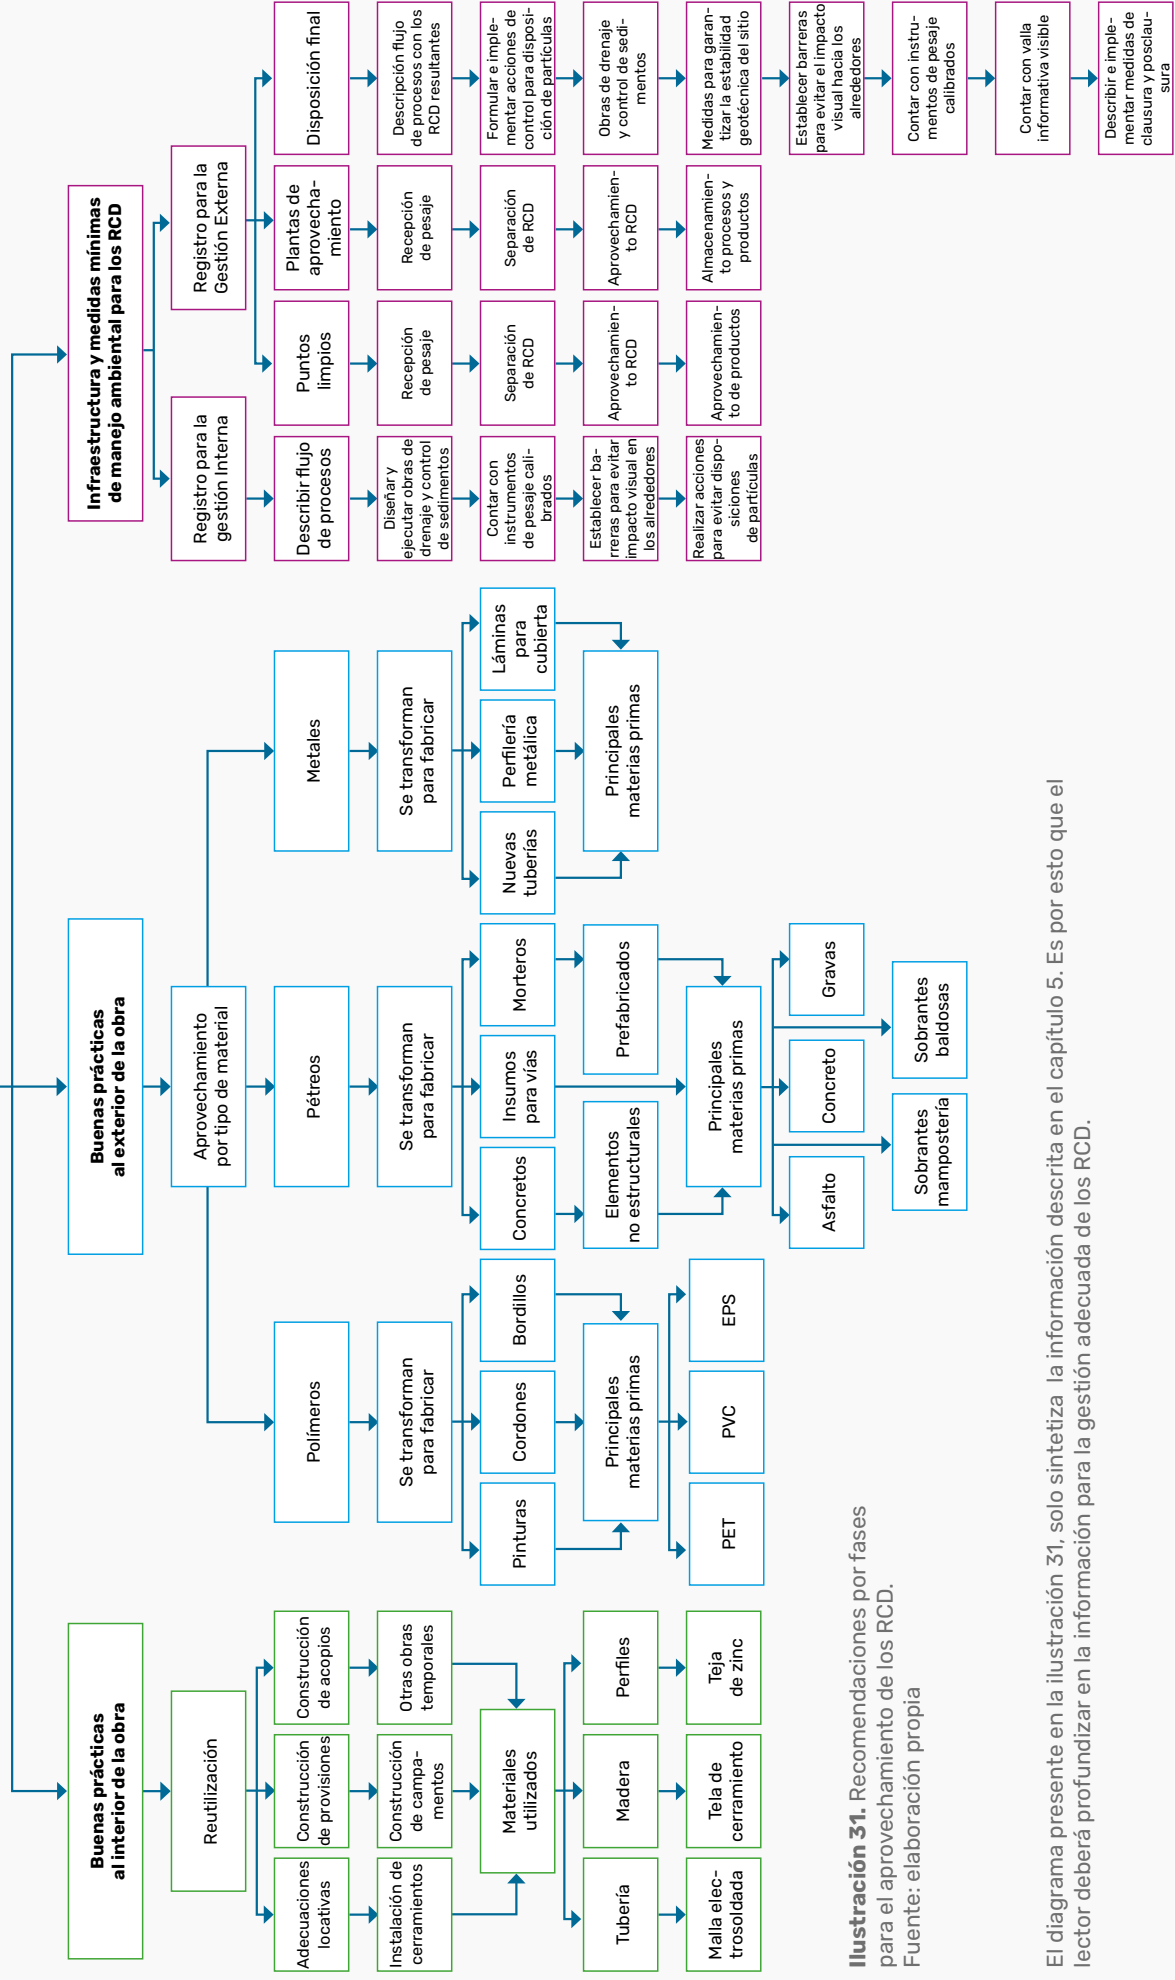 Buenas prácticas
al interior de la obra
Reutilización
Adecuaciones
locativas
Construcción
de provisiones
Construcción
de acopios
Instalación de
cerramientos
Construcción
de campa-
mentos
Otras obras
temporales
Materiales
utilizados
Tubería
Madera
Perfiles
Malla elec-
trosoldada
Tela de
cerramiento
Teja
de zinc
Buenas prácticas
al exterior de la obra
Aprovechamiento
por tipo de material
Polímeros
Se transforman
para fabricar
Pinturas
Cordones
Bordillos
Principales
materias primas
PET
PVC
EPS
Pétreos
Se transforman
para fabricar
Concretos
Insumos
para vías
Morteros
Elementos
no estructurales
Prefabricados
Principales
materias primas
Asfalto
Concreto
Gravas
Sobrantes
mampostería
Sobrantes
baldosas
Metales
Se transforman
para fabricar
Nuevas
tuberías
Perfilería
metálica
Láminas
para
cubierta
Principales
materias primas
Infraestructura y medidas mínimas
de manejo ambiental para los RCD
Registro para la
gestión Interna
Describir flujo
de procesos
Diseñar y
ejecutar obras de
drenaje y control
de sedimentos
Contar con
instrumentos
de pesaje cali-
brados
Establecer ba-
rreras para evitar
impacto visual en
los alrededores
Realizar acciones
para evitar dispo-
siciones
de partículas
Registro para la
Gestión Externa
Puntos
limpios
Recepción
de pesaje
Separación
de RCD
Aprovechamien-
to RCD
Aprovechamien-
to de productos
Plantas de
aprovecha-
miento
Recepción
de pesaje
Separación
de RCD
Aprovechamien-
to RCD
Almacenamien-
to procesos y
productos
Disposición final
Descripción flujo
de procesos con los
RCD resultantes
Formular e imple-
mentar acciones de
control para disposi-
ción de partículas
Obras de drenaje
y control de sedi-
mentos
Medidas para garan-
tizar la estabilidad
geotécnica del sitio
Establecer barreras
para evitar el impacto
visual hacia los
alrededores
Contar con instru-
mentos de pesaje
calibrados
Contar con valla
informativa visible
Describir e imple-
mentar medidas de
clausura y posclau-
sura
Ilustración 31. Recomendaciones por fases
para el aprovechamiento de los RCD.
Fuente: elaboración propia
El diagrama presente en la ilustración 31, solo sintetiza la información descrita en el capítulo 5. Es por esto que el
lector deberá profundizar en la información para la gestión adecuada de los RCD.